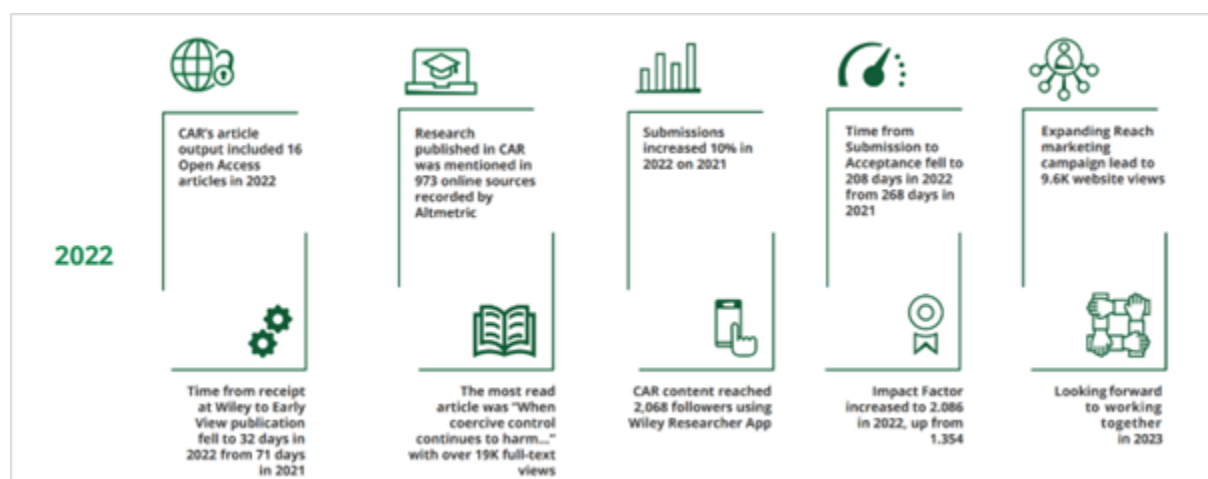 CAR's article
output included 16
Open Access
articles in 2022
Research
published in CAR
was mentioned in
973 online sources
recorded by
Altmetric
Submissions
increased 10% in
2022 on 2021
Time from
Submission to
Acceptance fell to
208 days in 2022
from 268 days in
2021
Expanding Reach
marketing
campaign lead to
9.6K website views
2022
Time from receipt
at Wiley to Early
View publication
fell to 32 days in
2022 from 71 days
in 2021
The most read
article was "When
coercive control
continues to harm..."
with over 19K full-text
views
CAR content reached
2,068 followers using
Wiley Researcher App
Impact Factor
increased to 2.086
in 2022, up from
1.354
Looking forward
to working
together
in 2023